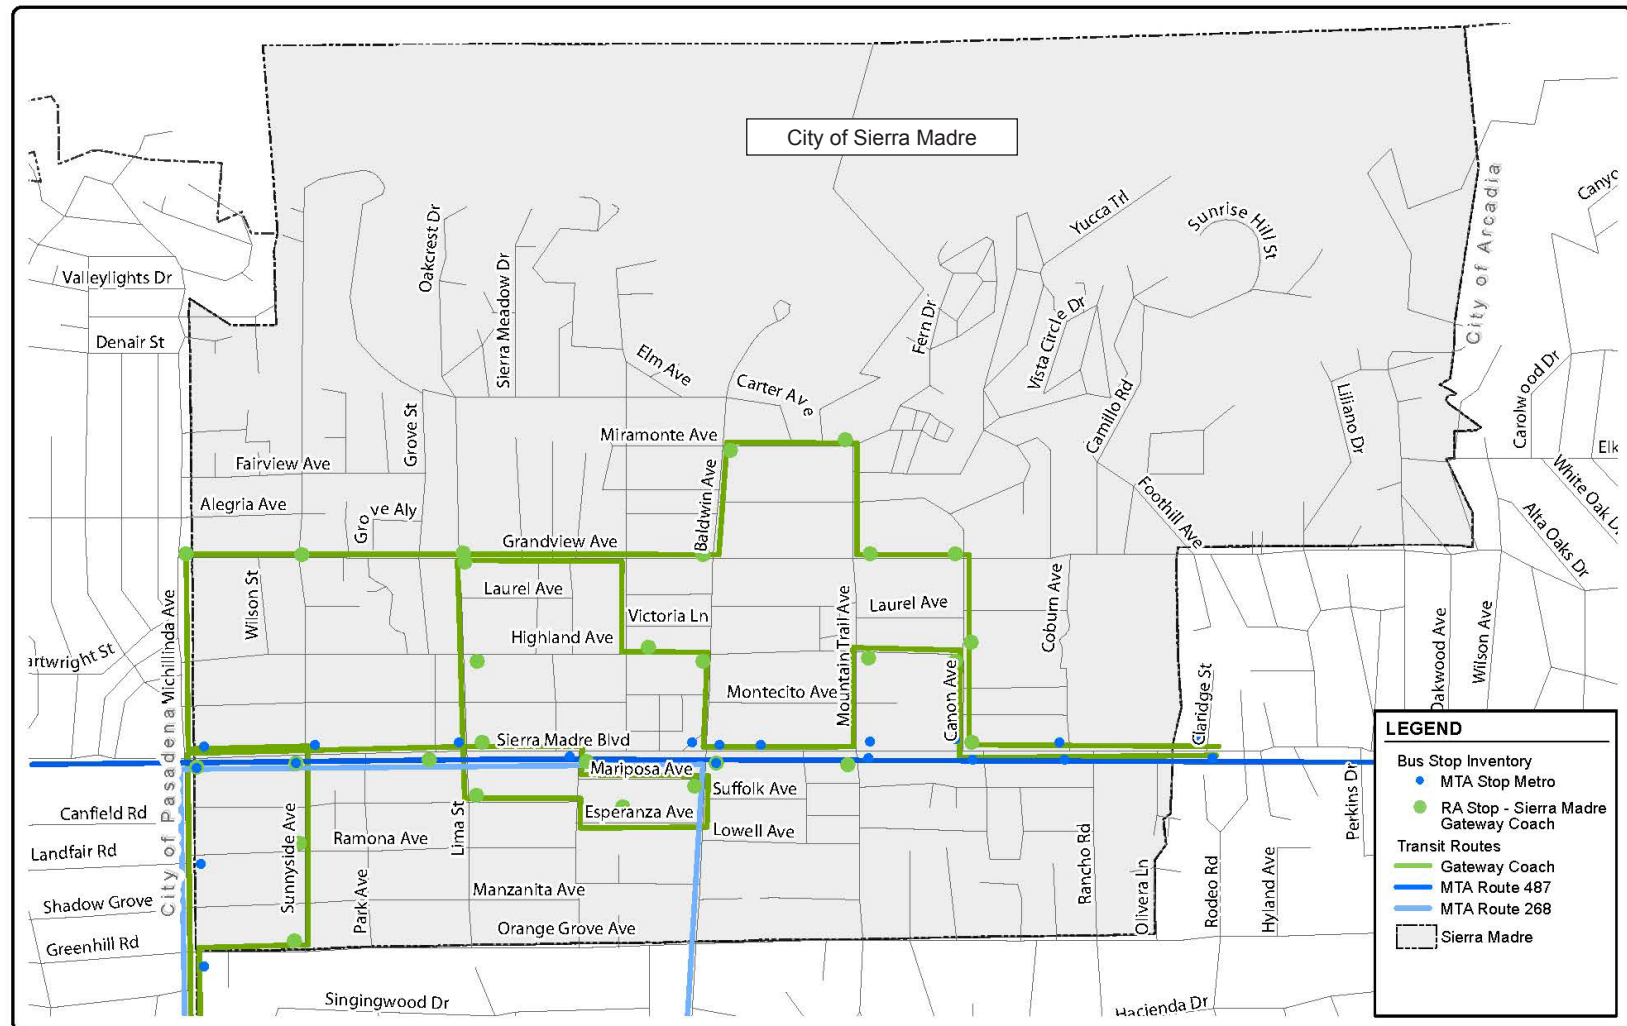 City of Sierra Madre
City of Arcadia
Yucca Trl
Sunrise Hill St
Oakcrest Dr
Sierra Meadow Dr
Valleylights Dr
Denair St
Fern Dr
Vista Circle Dr
Elm Ave
Carter Ave
Camillo Rd
Liliano Dr
Carolwood Dr
Grove St
Miramonte Ave
Fairview Ave
Baldwin Ave
Elk
White Oak D
Alegria Ave
Grove Aly
Foothill Ave
Alta Oaks Dr
Grandview Ave
Wilson St
Laurel Ave
Laurel Ave
Victoria Ln
Highland Ave
Mountain Trail Ave
Coburn Ave
Michillinda Ave
artwright St
Oakwood Ave
Wilson Ave
Montecito Ave
Canon Ave
Claridge St
City of Pasadena
Sierra Madre Blvd
Mariposa Ave
Suffolk Ave
Esperanza Ave
Lowell Ave
Perkins Dr
Canfield Rd
Landfair Rd
Sunnyside Ave
Ramona Ave
Lima St
Shadow Grove
Park Ave
Manzanita Ave
Rancho Rd
Olivera Ln
Rodeo Rd
Hyland Ave
Greenhill Rd
Orange Grove Ave
Singingwood Dr
Hacienda Dr
LEGEND
Bus Stop Inventory
MTA Stop Metro
RA Stop - Sierra Madre
Gateway Coach
Transit Routes
Gateway Coach
MTA Route 487
MTA Route 268
Sierra Madre